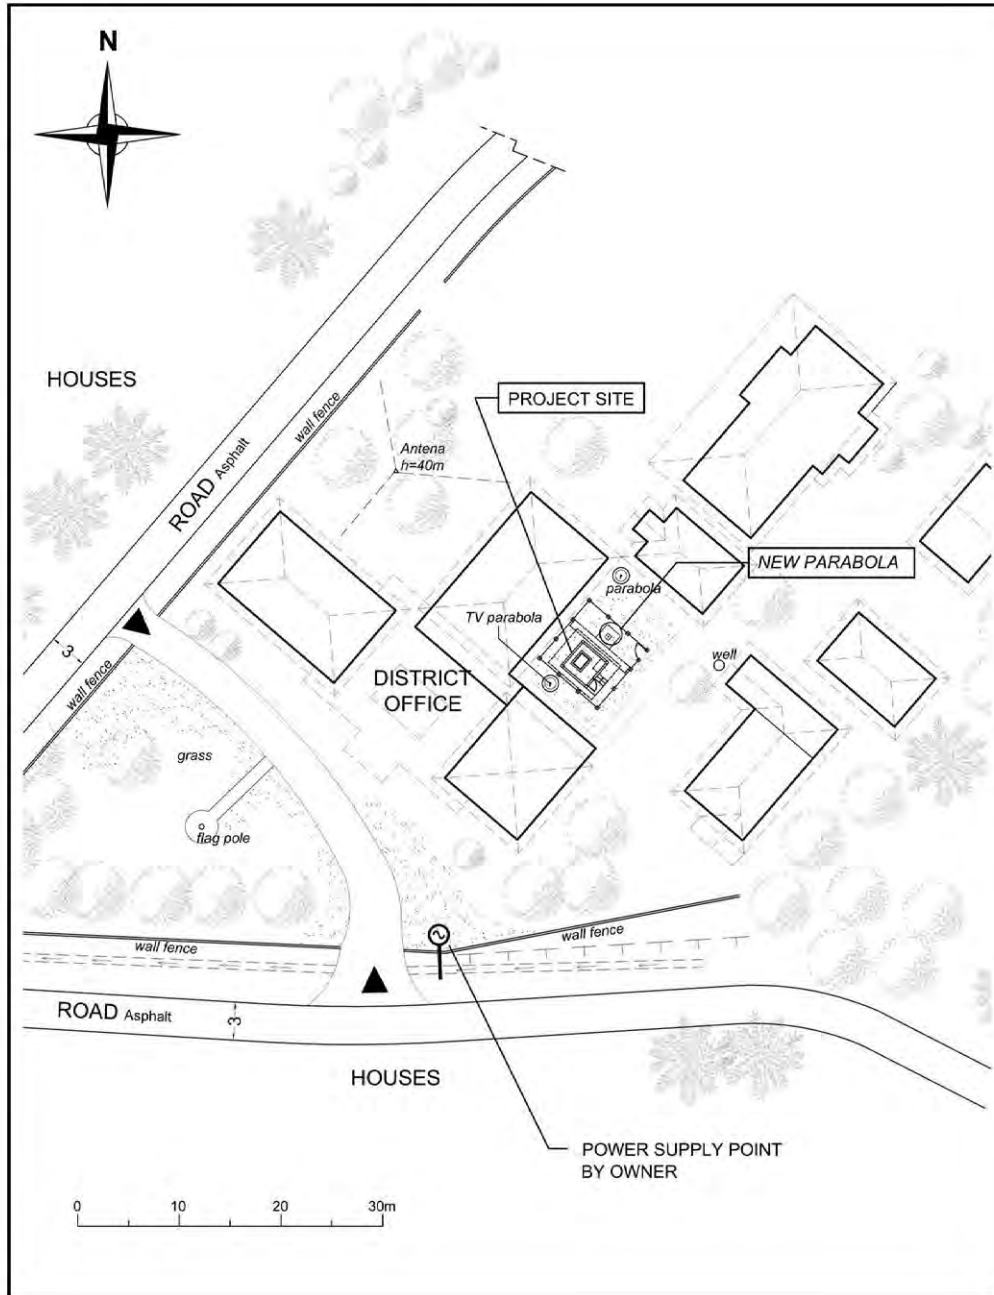 N
HOUSES
PROJECT SITE
wall fence
Antena
h=40m
ROAD Asphalt
NEW PARABOLA
parabola
TV parabola
3
well
wall fence
DISTRICT
OFFICE
grass
flag pole
wall fence
wall fence
ROAD Asphalt
3
HOUSES
POWER SUPPLY POINT
BY OWNER
0 10 20 30m